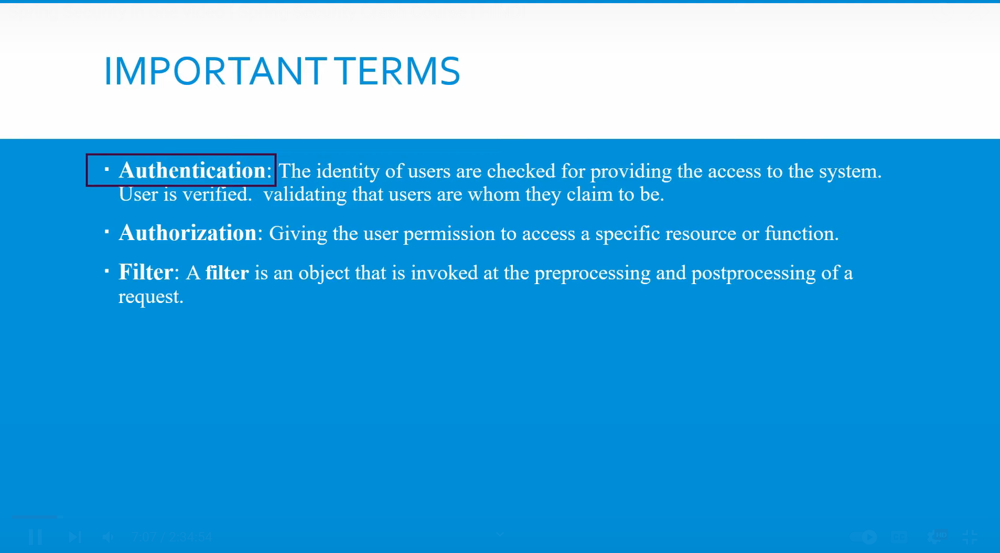 IMPORTANT TERMS
▪ Authentication: The identity of users are checked for providing the access to the system.
User is verified.  validating that users are whom they claim to be.
▪ Authorization: Giving the user permission to access a specific resource or function.
▪ Filter: A filter is an object that is invoked at the preprocessing and postprocessing of a
request.
7:07 / 2:34:54
HD